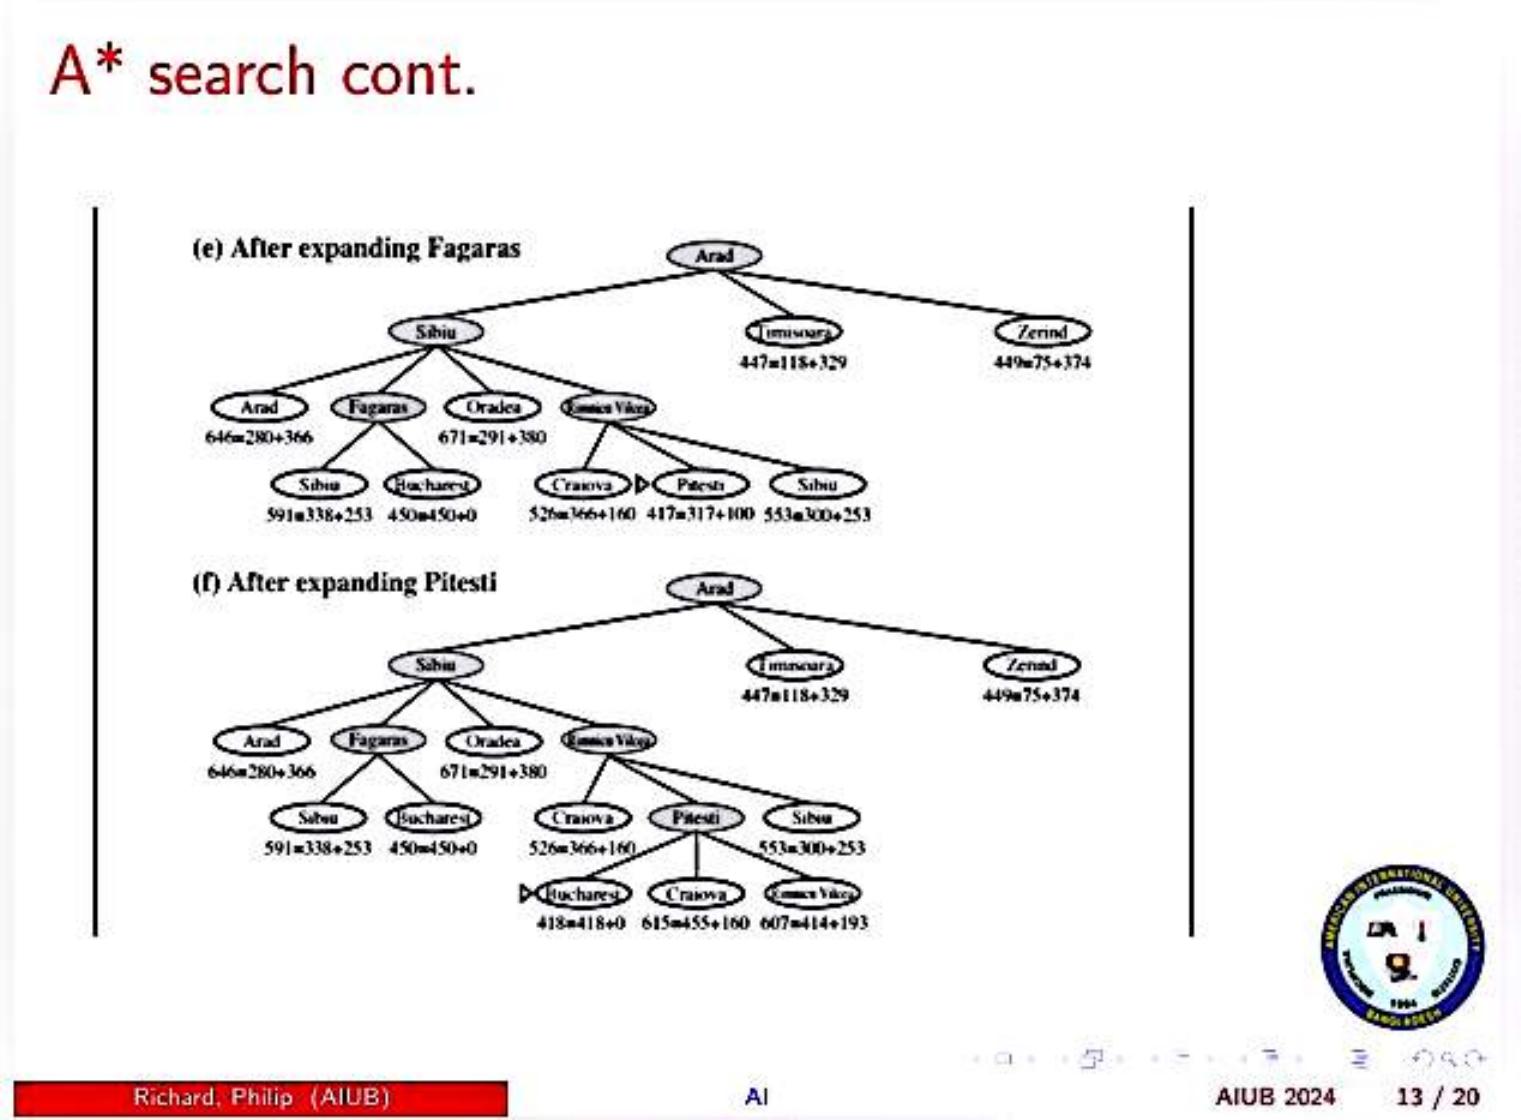 A* search cont.
(e) After expanding Fagaras
Arad
Sibiu Timisoara Zerind
447=118+329 449=75+374
Arad Fagaras Oradea Rimnicu Vilcea
646=280+366 671=291+380
Sibiu Bucharest Craiova Pitesti Sibiu
591=338+253 450=450+0 526=366+160 417=317+100 553=300+253
(f) After expanding Pitesti
Arad
Sibiu Timisoara Zerind
447=118+329 449=75+374
Arad Fagaras Oradea Rimnicu Vilcea
646=280+366 671=291+380
Sibiu Bucharest Craiova Pitesti Sibiu
591=338+253 450=450+0 526=366+160 553=300+253
Bucharest Craiova Rimnicu Vilcea
418=418+0 615=455+160 607=414+193
AMERICAN INTERNATIONAL UNIVERSITY
1994
BANGLADESH
Richard, Philip (AIUB) AI AIUB 2024 13 / 20